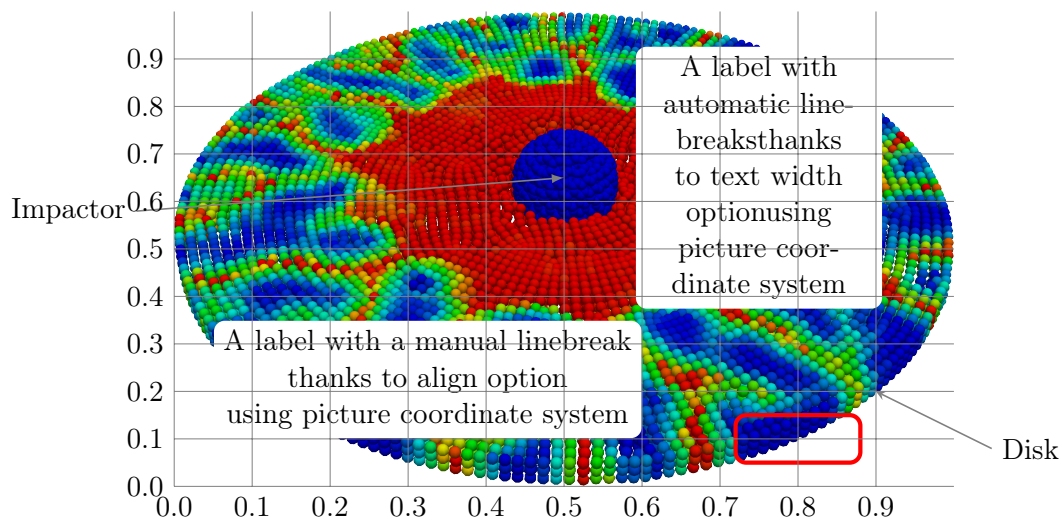 0.9
0.8
0.7
0.6
0.5
0.4
0.3
0.2
0.1
0.0
A label with
automatic line-
breaksthanks
to text width
optionusing
picture coor-
dinate system
Impactor
A label with a manual linebreak
thanks to align option
using picture coordinate system
Disk
0.0 0.1 0.2 0.3 0.4 0.5 0.6 0.7 0.8 0.9